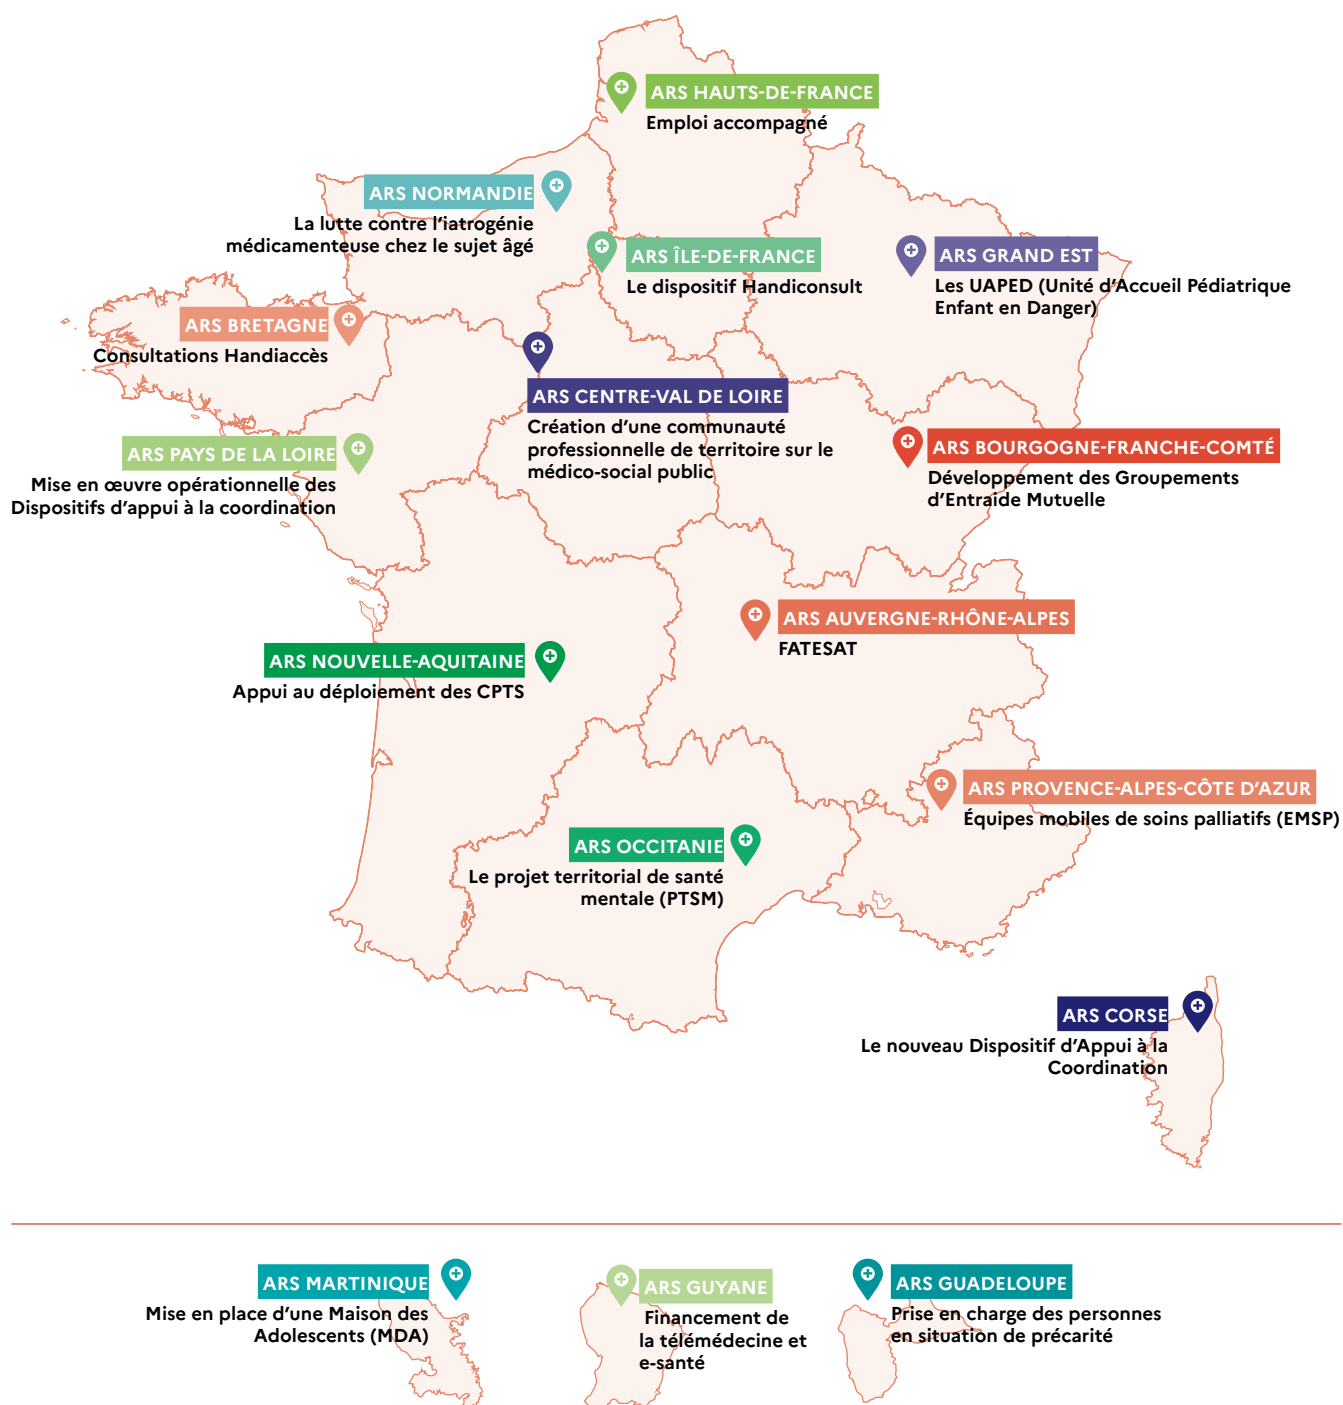 ARS HAUTS-DE-FRANCE
Emploi accompagné
ARS NORMANDIE
La lutte contre l'iatrogénie
médicamenteuse chez le sujet âgé
ARS ÎLE-DE-FRANCE
Le dispositif Handiconsult
ARS GRAND EST
Les UAPED (Unité d'Accueil Pédiatrique
Enfant en Danger)
ARS BRETAGNE
Consultations Handiaccès
ARS CENTRE-VAL DE LOIRE
Création d'une communauté
professionnelle de territoire sur le
médico-social public
ARS PAYS DE LA LOIRE
Mise en œuvre opérationnelle des
Dispositifs d'appui à la coordination
ARS BOURGOGNE-FRANCHE-COMTÉ
Développement des Groupements
d'Entraide Mutuelle
ARS AUVERGNE-RHÔNE-ALPES
FATESAT
ARS NOUVELLE-AQUITAINE
Appui au déploiement des CPTS
ARS PROVENCE-ALPES-CÔTE D'AZUR
Équipes mobiles de soins palliatifs (EMSP)
ARS OCCITANIE
Le projet territorial de santé
mentale (PTSM)
ARS CORSE
Le nouveau Dispositif d'Appui à la
Coordination
ARS MARTINIQUE
Mise en place d'une Maison des
Adolescents (MDA)
ARS GUYANE
Financement de
la télémédecine et
e-santé
ARS GUADELOUPE
Prise en charge des personnes
en situation de précarité